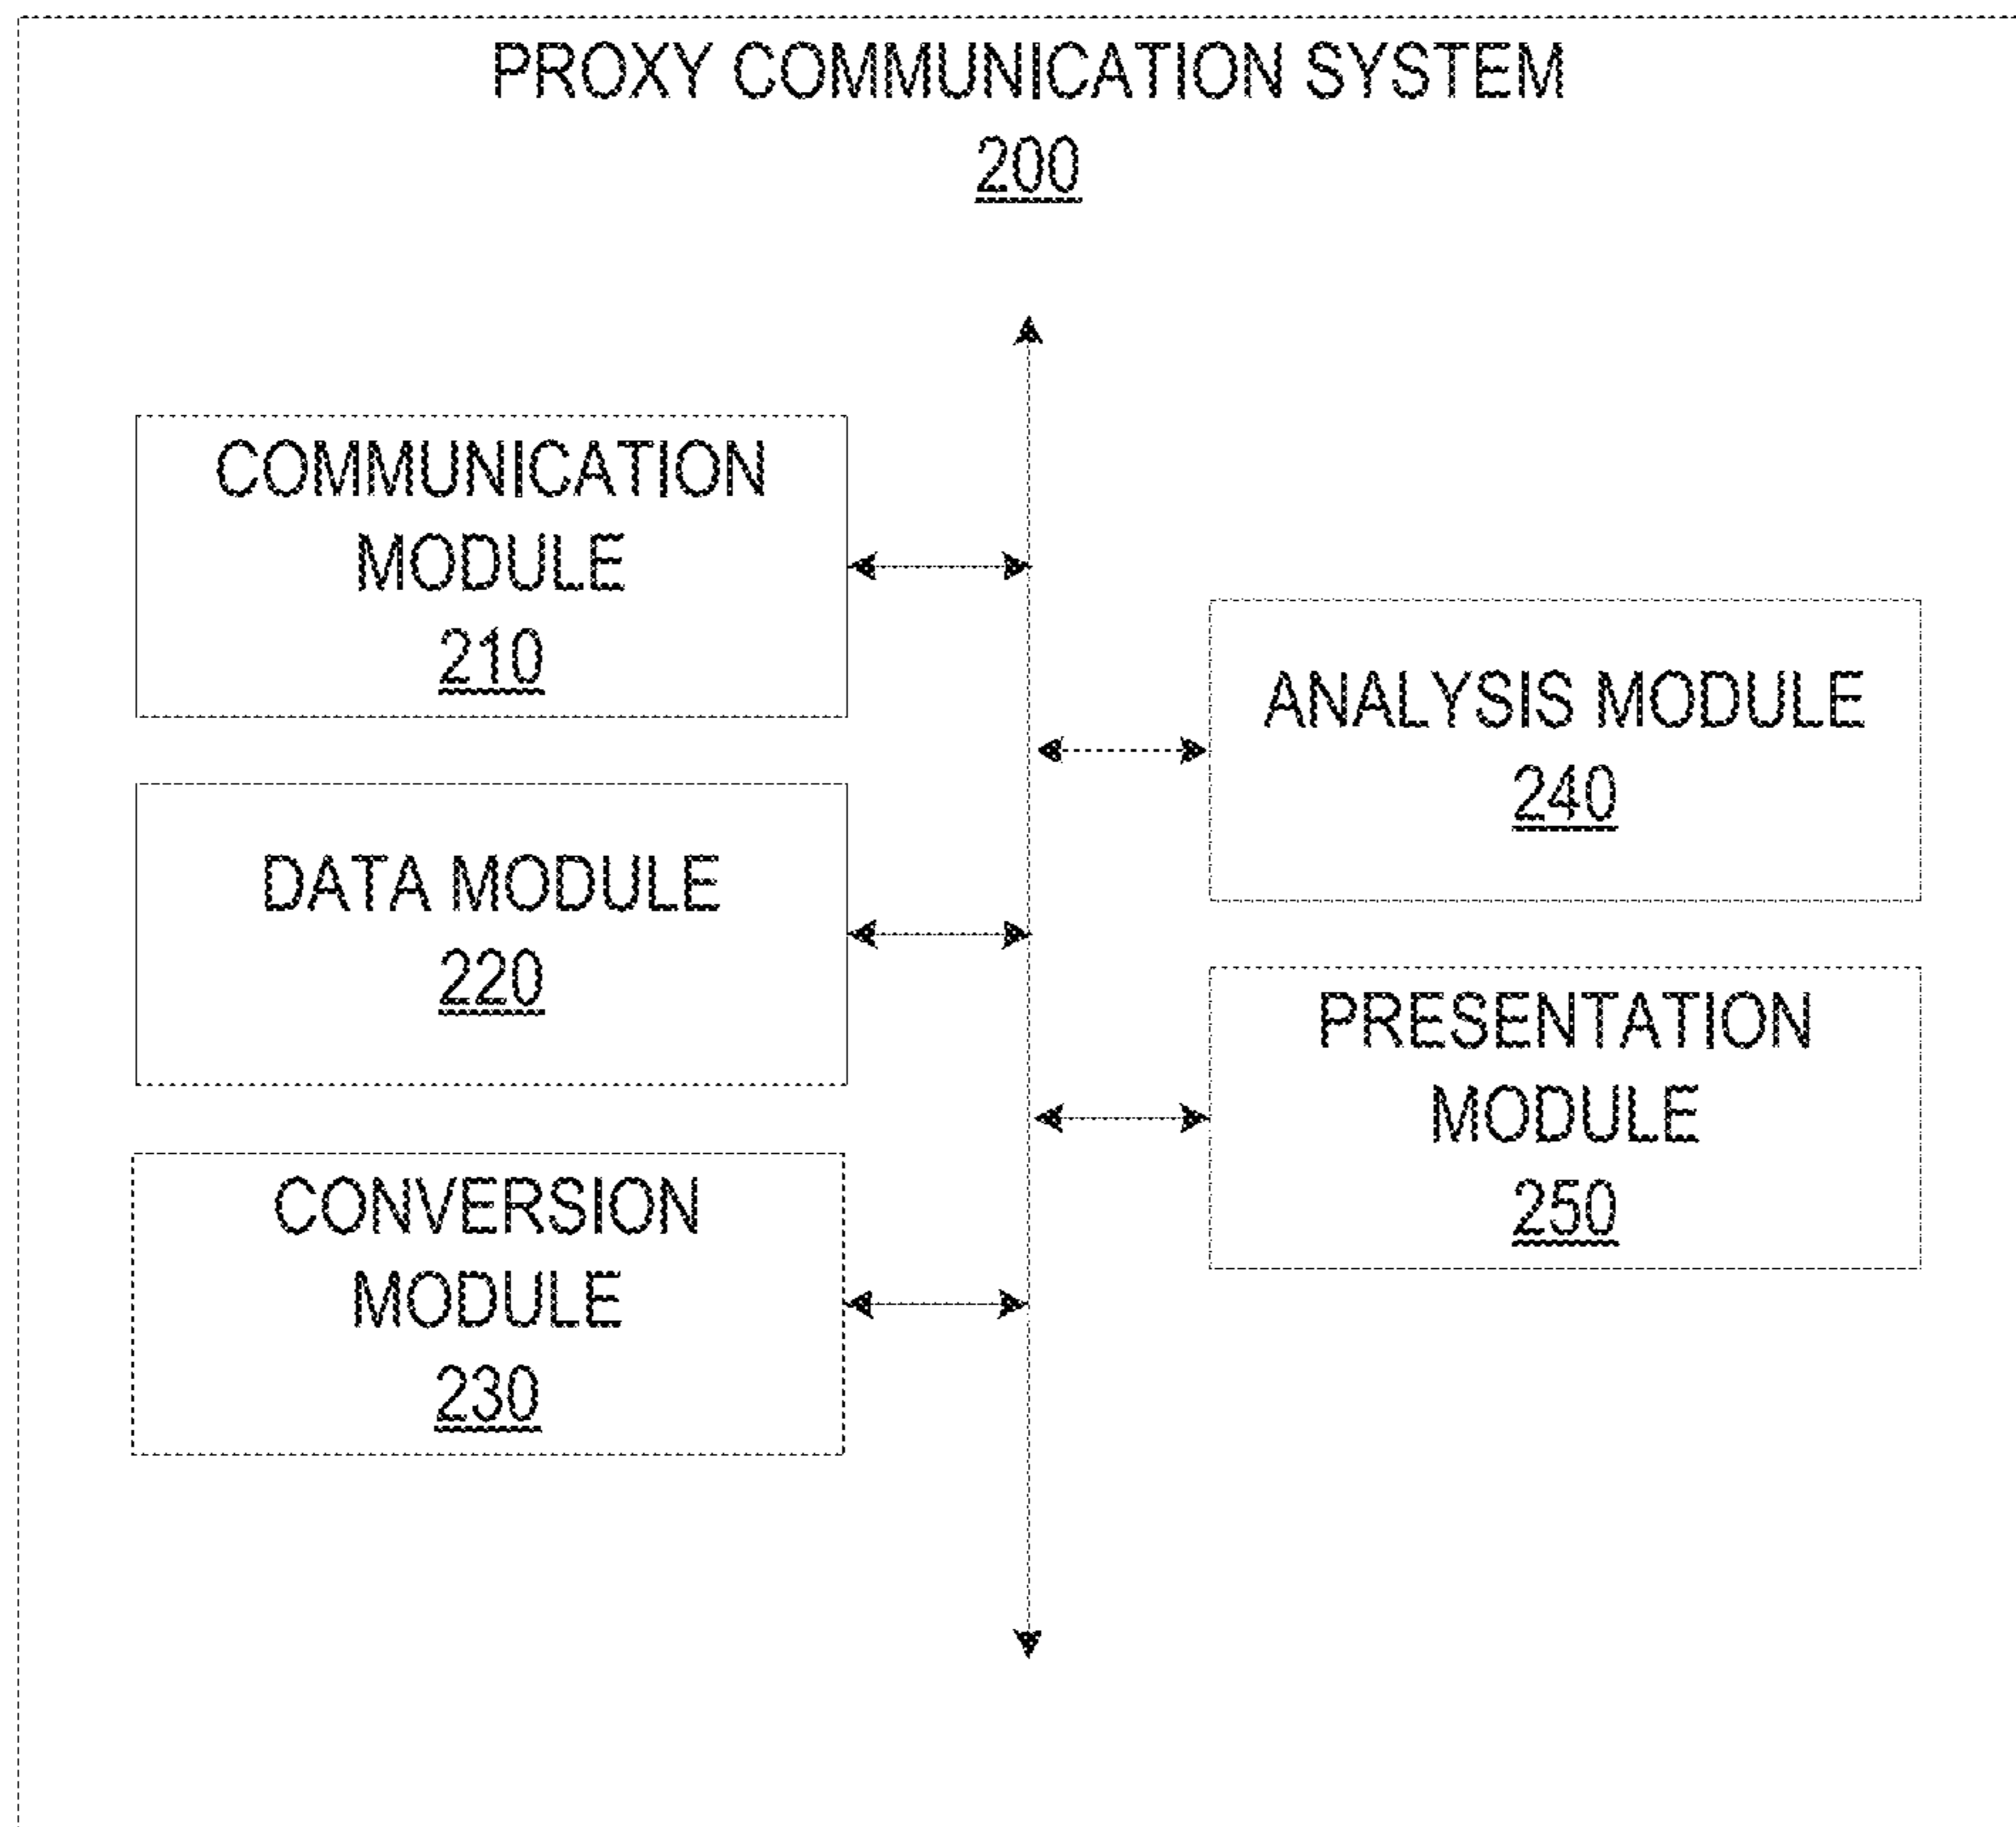 PROXY COMMUNICATION SYSTEM
200
COMMUNICATION
MODULE
210
DATA MODULE
220
CONVERSION
MODULE
230
ANALYSIS MODULE
240
PRESENTATION
MODULE
250